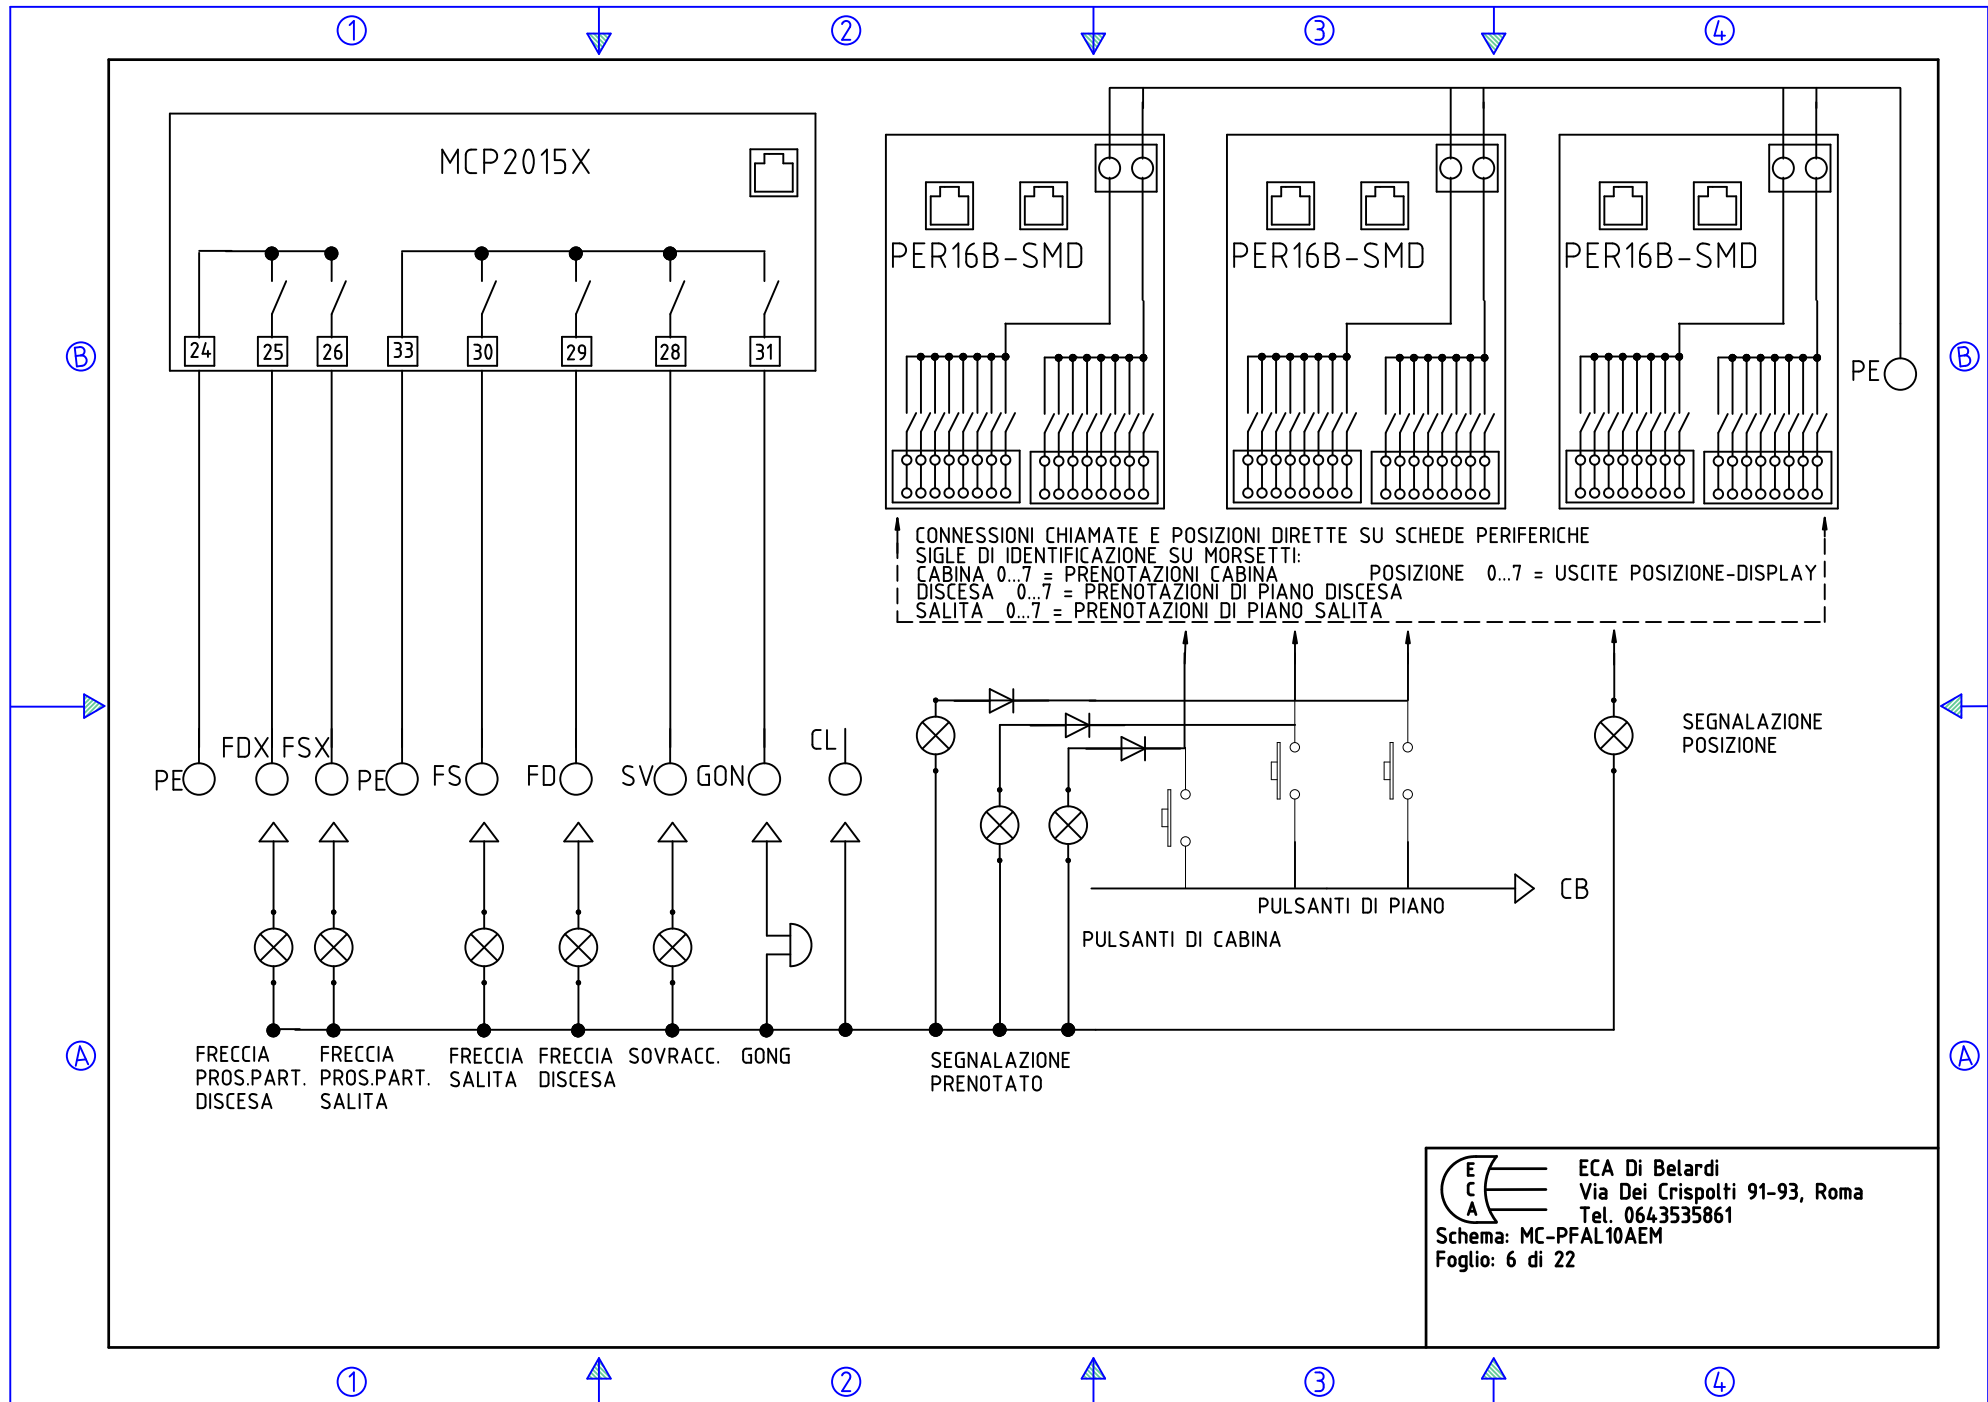 1 2 3 4
MCP2015X
PER16B-SMD PER16B-SMD PER16B-SMD
24 25 26 33 30 29 28 31
B B
PE
CONNESSIONI CHIAMATE E POSIZIONI DIRETTE SU SCHEDE PERIFERICHE
SIGLE DI IDENTIFICAZIONE SU MORSETTI:
CABINA 0...7 = PRENOTAZIONI CABINA POSIZIONE 0...7 = USCITE POSIZIONE-DISPLAY
DISCESA 0...7 = PRENOTAZIONI DI PIANO DISCESA
SALITA 0...7 = PRENOTAZIONI DI PIANO SALITA
SEGNALAZIONE
POSIZIONE
PE FDX FSX PE FS FD SV GON CL
CB
PULSANTI DI PIANO
PULSANTI DI CABINA
A A
FRECCIA
PROS.PART.
DISCESA
FRECCIA
PROS.PART.
SALITA
FRECCIA
SALITA
FRECCIA
DISCESA
SOVRACC.
GONG
SEGNALAZIONE
PRENOTATO
E
C
A
ECA Di Belardi
Via Dei Crispolti 91-93, Roma
Tel. 0643535861
Schema: MC-PFAL10AEM
Foglio: 6 di 22
1 2 3 4